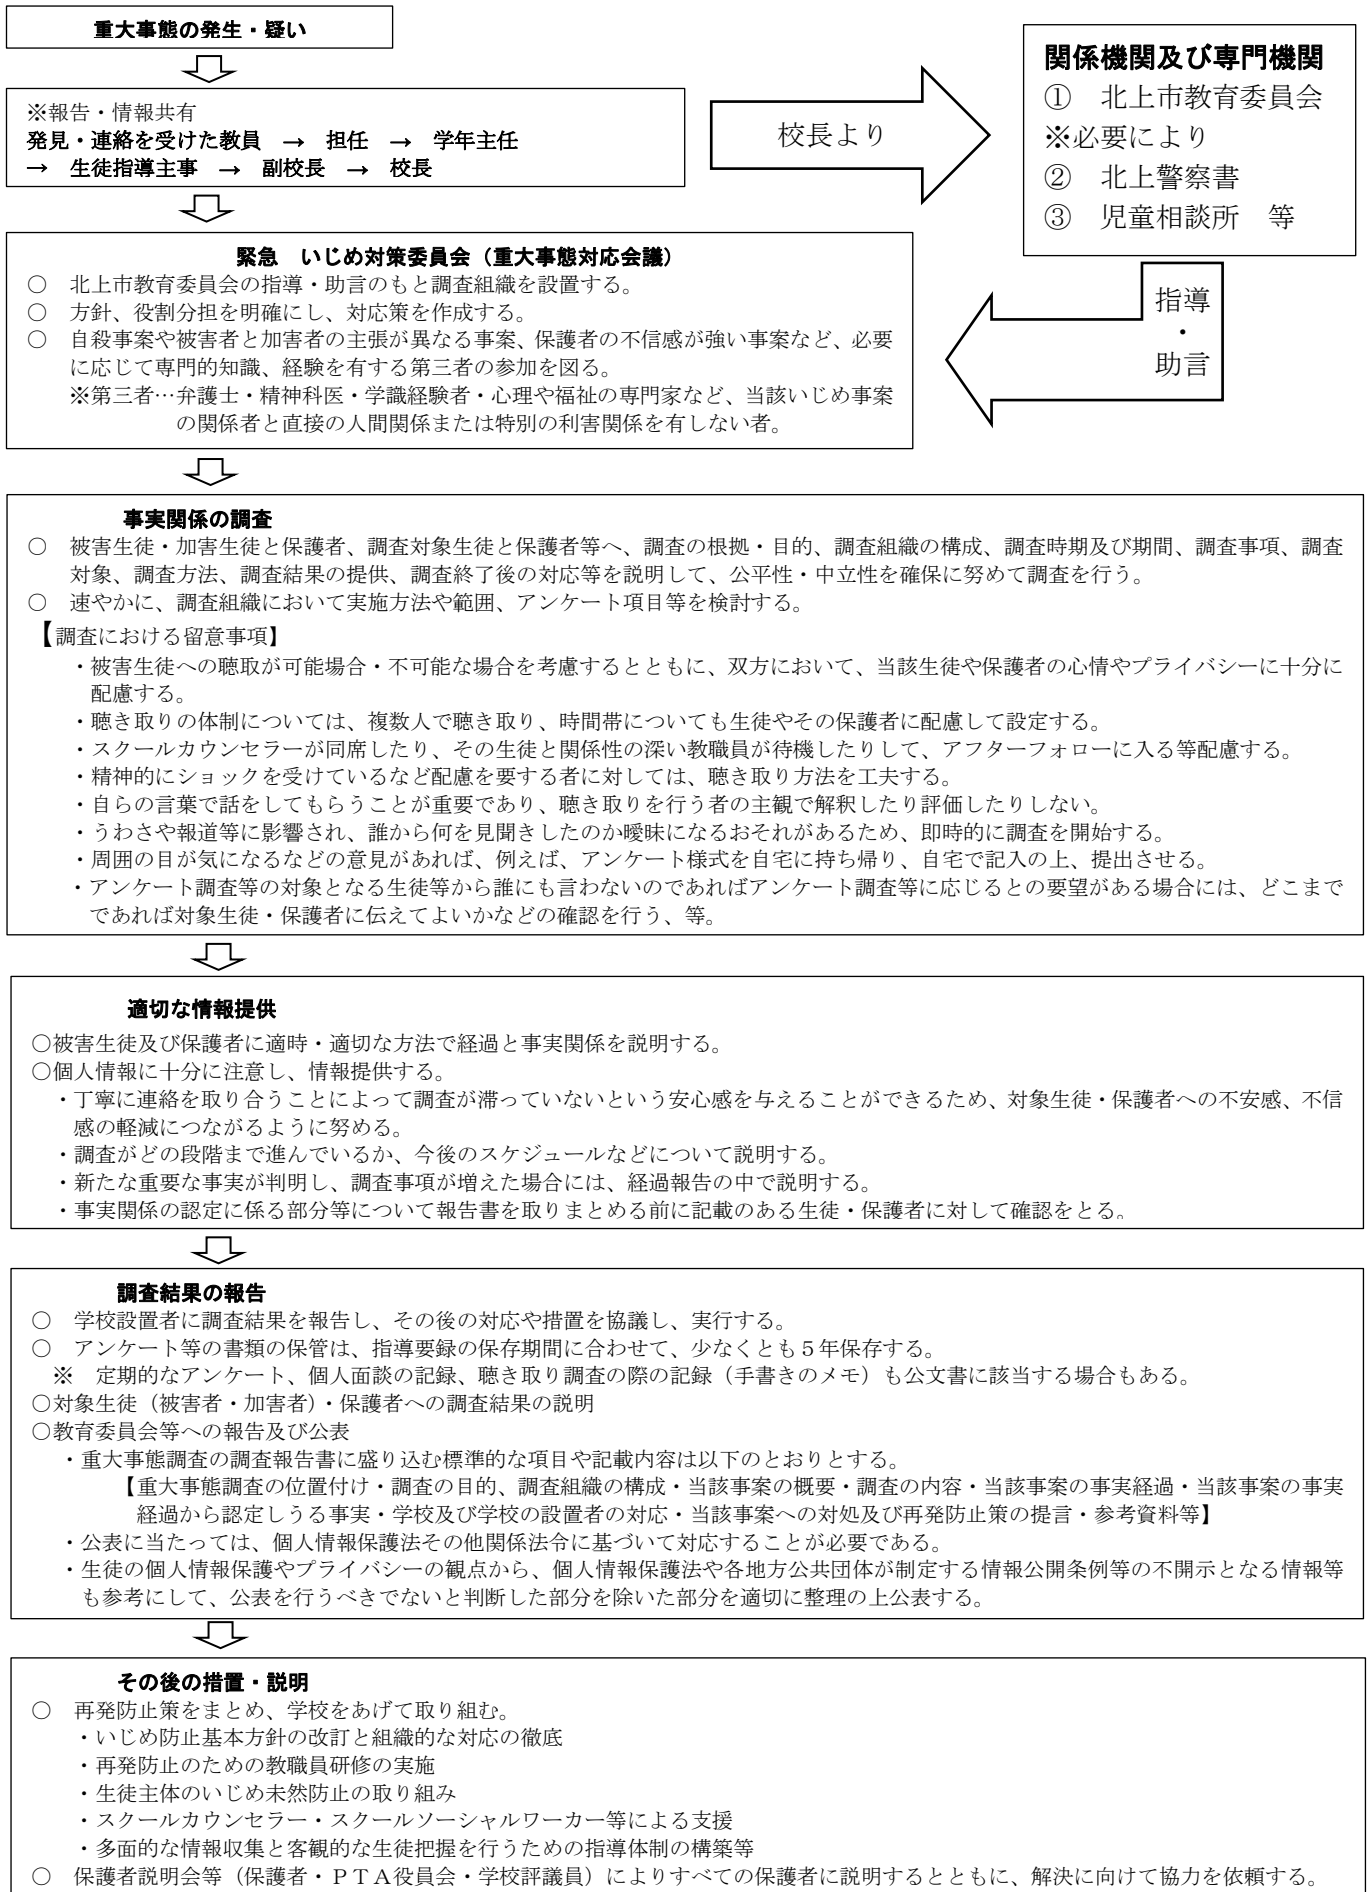 重大事態の発生・疑い
※報告・情報共有
発見・連絡を受けた教員　→　担任　→　学年主任
→　生徒指導主事　→　副校長　→　校長
校長より
関係機関及び専門機関
①　北上市教育委員会
※必要により
②　北上警察書
③　児童相談所　等
指導
・
助言
緊急　いじめ対策委員会（重大事態対応会議）
○　北上市教育委員会の指導・助言のもと調査組織を設置する。
○　方針、役割分担を明確にし、対応策を作成する。
○　自殺事案や被害者と加害者の主張が異なる事案、保護者の不信感が強い事案など、必要
に応じて専門的知識、経験を有する第三者の参加を図る。
※第三者…弁護士・精神科医・学識経験者・心理や福祉の専門家など、当該いじめ事案
の関係者と直接の人間関係または特別の利害関係を有しない者。
事実関係の調査
○　被害生徒・加害生徒と保護者、調査対象生徒と保護者等へ、調査の根拠・目的、調査組織の構成、調査時期及び期間、調査事項、調査
対象、調査方法、調査結果の提供、調査終了後の対応等を説明して、公平性・中立性を確保に努めて調査を行う。
○　速やかに、調査組織において実施方法や範囲、アンケート項目等を検討する。
【調査における留意事項】
・被害生徒への聴取が可能場合・不可能な場合を考慮するとともに、双方において、当該生徒や保護者の心情やプライバシーに十分に
配慮する。
・聴き取りの体制については、複数人で聴き取り、時間帯についても生徒やその保護者に配慮して設定する。
・スクールカウンセラーが同席したり、その生徒と関係性の深い教職員が待機したりして、アフターフォローに入る等配慮する。
・精神的にショックを受けているなど配慮を要する者に対しては、聴き取り方法を工夫する。
・自らの言葉で話をしてもらうことが重要であり、聴き取りを行う者の主観で解釈したり評価したりしない。
・うわさや報道等に影響され、誰から何を見聞きしたのか曖昧になるおそれがあるため、即時的に調査を開始する。
・周囲の目が気になるなどの意見があれば、例えば、アンケート様式を自宅に持ち帰り、自宅で記入の上、提出させる。
・アンケート調査等の対象となる生徒等から誰にも言わないのであればアンケート調査等に応じるとの要望がある場合には、どこまで
であれば対象生徒・保護者に伝えてよいかなどの確認を行う、等。
適切な情報提供
○被害生徒及び保護者に適時・適切な方法で経過と事実関係を説明する。
○個人情報に十分に注意し、情報提供する。
・丁寧に連絡を取り合うことによって調査が滞っていないという安心感を与えることができるため、対象生徒・保護者への不安感、不信
感の軽減につながるように努める。
・調査がどの段階まで進んでいるか、今後のスケジュールなどについて説明する。
・新たな重要な事実が判明し、調査事項が増えた場合には、経過報告の中で説明する。
・事実関係の認定に係る部分等について報告書を取りまとめる前に記載のある生徒・保護者に対して確認をとる。
調査結果の報告
○　学校設置者に調査結果を報告し、その後の対応や措置を協議し、実行する。
○　アンケート等の書類の保管は、指導要録の保存期間に合わせて、少なくとも５年保存する。
※　定期的なアンケート、個人面談の記録、聴き取り調査の際の記録（手書きのメモ）も公文書に該当する場合もある。
○対象生徒（被害者・加害者）・保護者への調査結果の説明
○教育委員会等への報告及び公表
・重大事態調査の調査報告書に盛り込む標準的な項目や記載内容は以下のとおりとする。
【重大事態調査の位置付け・調査の目的、調査組織の構成・当該事案の概要・調査の内容・当該事案の事実経過・当該事案の事実
経過から認定しうる事実・学校及び学校の設置者の対応・当該事案への対処及び再発防止策の提言・参考資料等】
・公表に当たっては、個人情報保護法その他関係法令に基づいて対応することが必要である。
・生徒の個人情報保護やプライバシーの観点から、個人情報保護法や各地方公共団体が制定する情報公開条例等の不開示となる情報等
も参考にして、公表を行うべきでないと判断した部分を除いた部分を適切に整理の上公表する。
その後の措置・説明
○　再発防止策をまとめ、学校をあげて取り組む。
・いじめ防止基本方針の改訂と組織的な対応の徹底
・再発防止のための教職員研修の実施
・生徒主体のいじめ未然防止の取り組み
・スクールカウンセラー・スクールソーシャルワーカー等による支援
・多面的な情報収集と客観的な生徒把握を行うための指導体制の構築等
○　保護者説明会等（保護者・ＰＴＡ役員会・学校評議員）によりすべての保護者に説明するとともに、解決に向けて協力を依頼する。